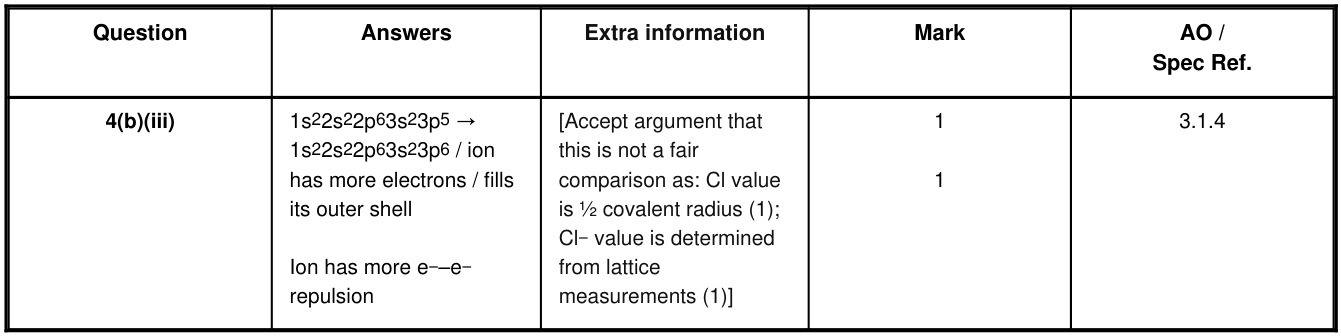 Question Answers Extra information Mark AO /
Spec Ref.
4(b)(iii)
1s²2s²2p⁶3s²3p⁵ →
1s²2s²2p⁶3s²3p⁶ / ion
has more electrons / fills
its outer shell
Ion has more e⁻–e⁻
repulsion
[Accept argument that
this is not a fair
comparison as: Cl value
is ½ covalent radius (1);
Cl⁻ value is determined
from lattice
measurements (1)]
1
1
3.1.4